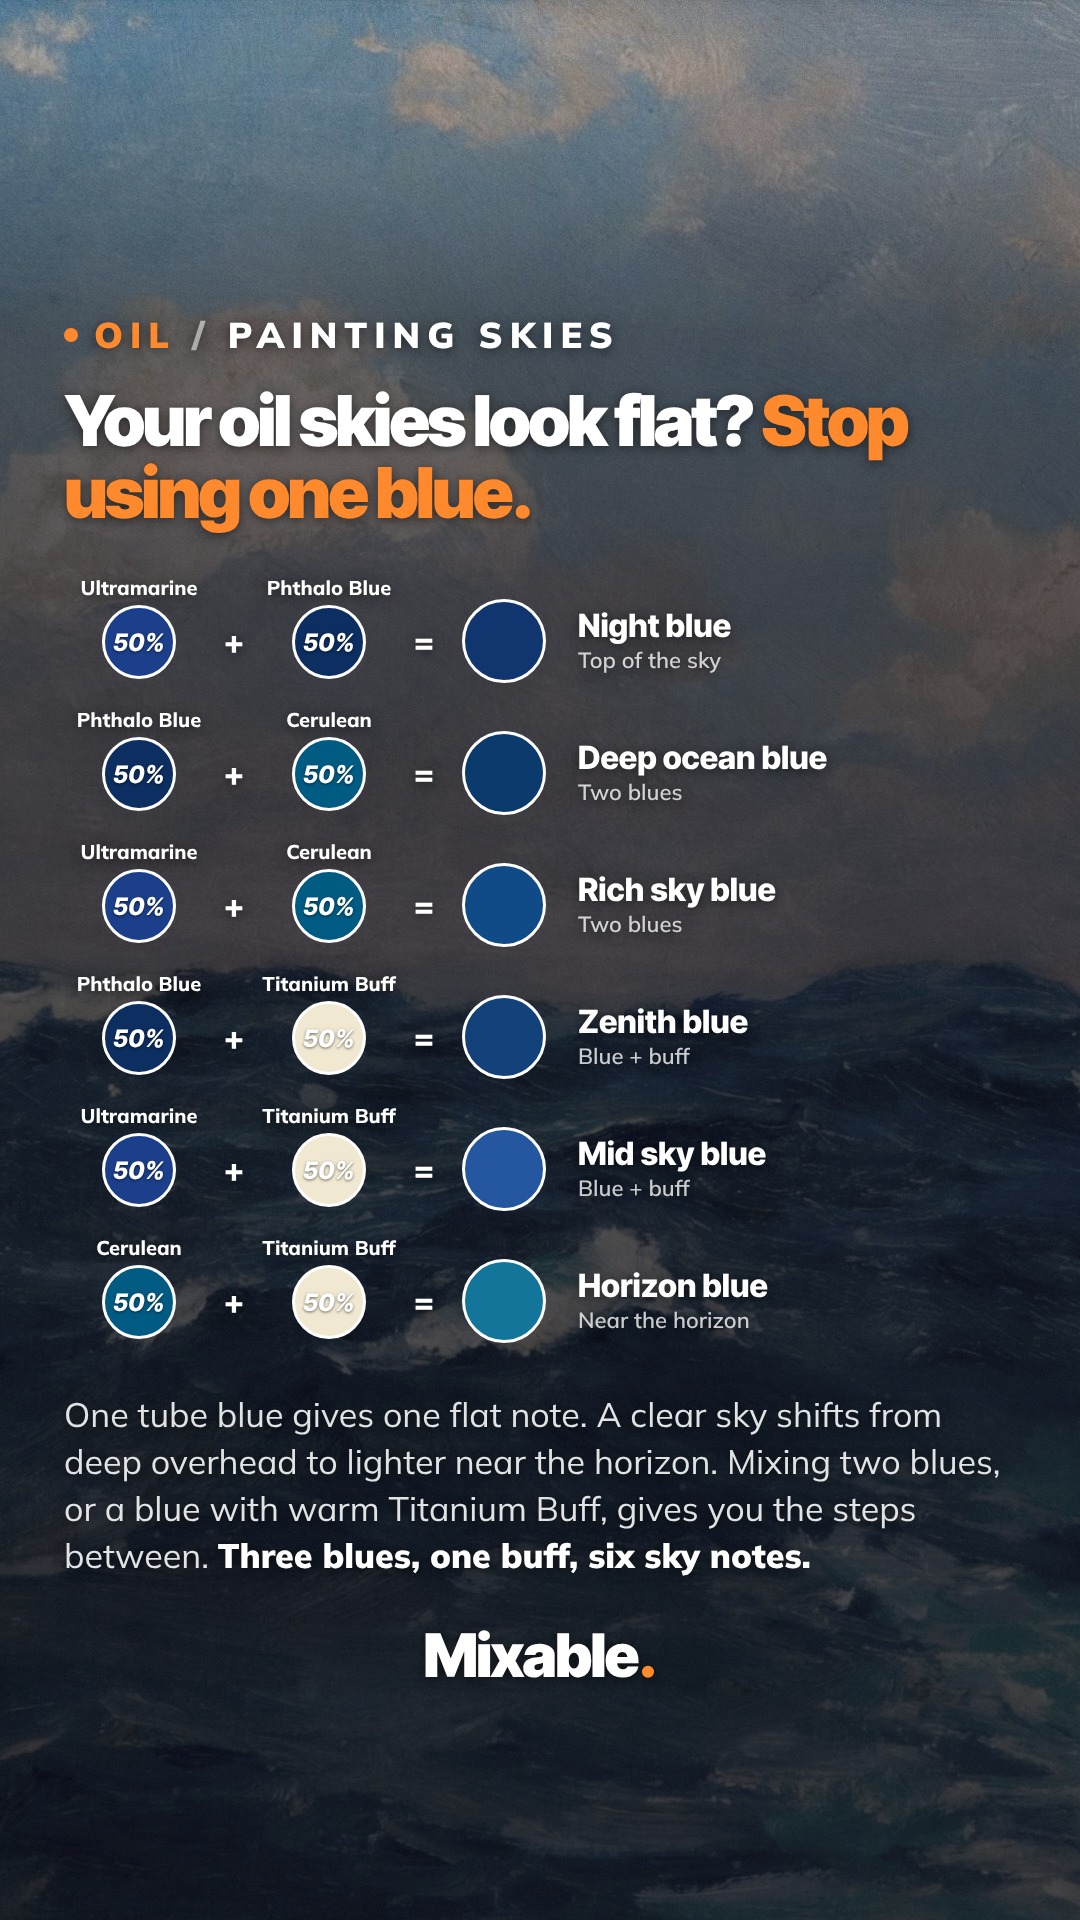 • OIL / PAINTING SKIES
Your oil skies look flat? Stop
using one blue.
Ultramarine Phthalo Blue
50% + 50% = Night blue
Top of the sky
Phthalo Blue Cerulean
50% + 50% = Deep ocean blue
Two blues
Ultramarine Cerulean
50% + 50% = Rich sky blue
Two blues
Phthalo Blue Titanium Buff
50% + 50% = Zenith blue
Blue + buff
Ultramarine Titanium Buff
50% + 50% = Mid sky blue
Blue + buff
Cerulean Titanium Buff
50% + 50% = Horizon blue
Near the horizon
One tube blue gives one flat note. A clear sky shifts from
deep overhead to lighter near the horizon. Mixing two blues,
or a blue with warm Titanium Buff, gives you the steps
between. Three blues, one buff, six sky notes.
Mixable.